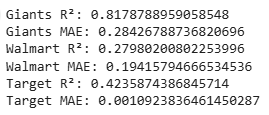 Giants R²: 0.8178788959058548
Giants MAE: 0.28426788736820696
Walmart R²: 0.27980200802253996
Walmart MAE: 0.19415794666534536
Target R²: 0.4235874386845714
Target MAE: 0.0010923836461450287